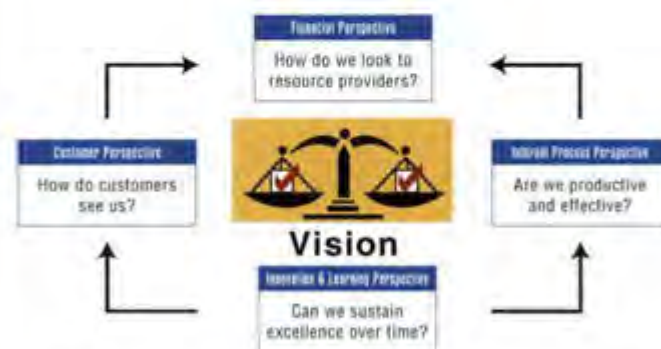 Financial Perspective
How do we look to
resource providers?
Customer Perspective
How do customers
see us?
Internal Process Perspective
Are we productive
and effective?
Vision
Innovation & Learning Perspective
Can we sustain
excellence over time?